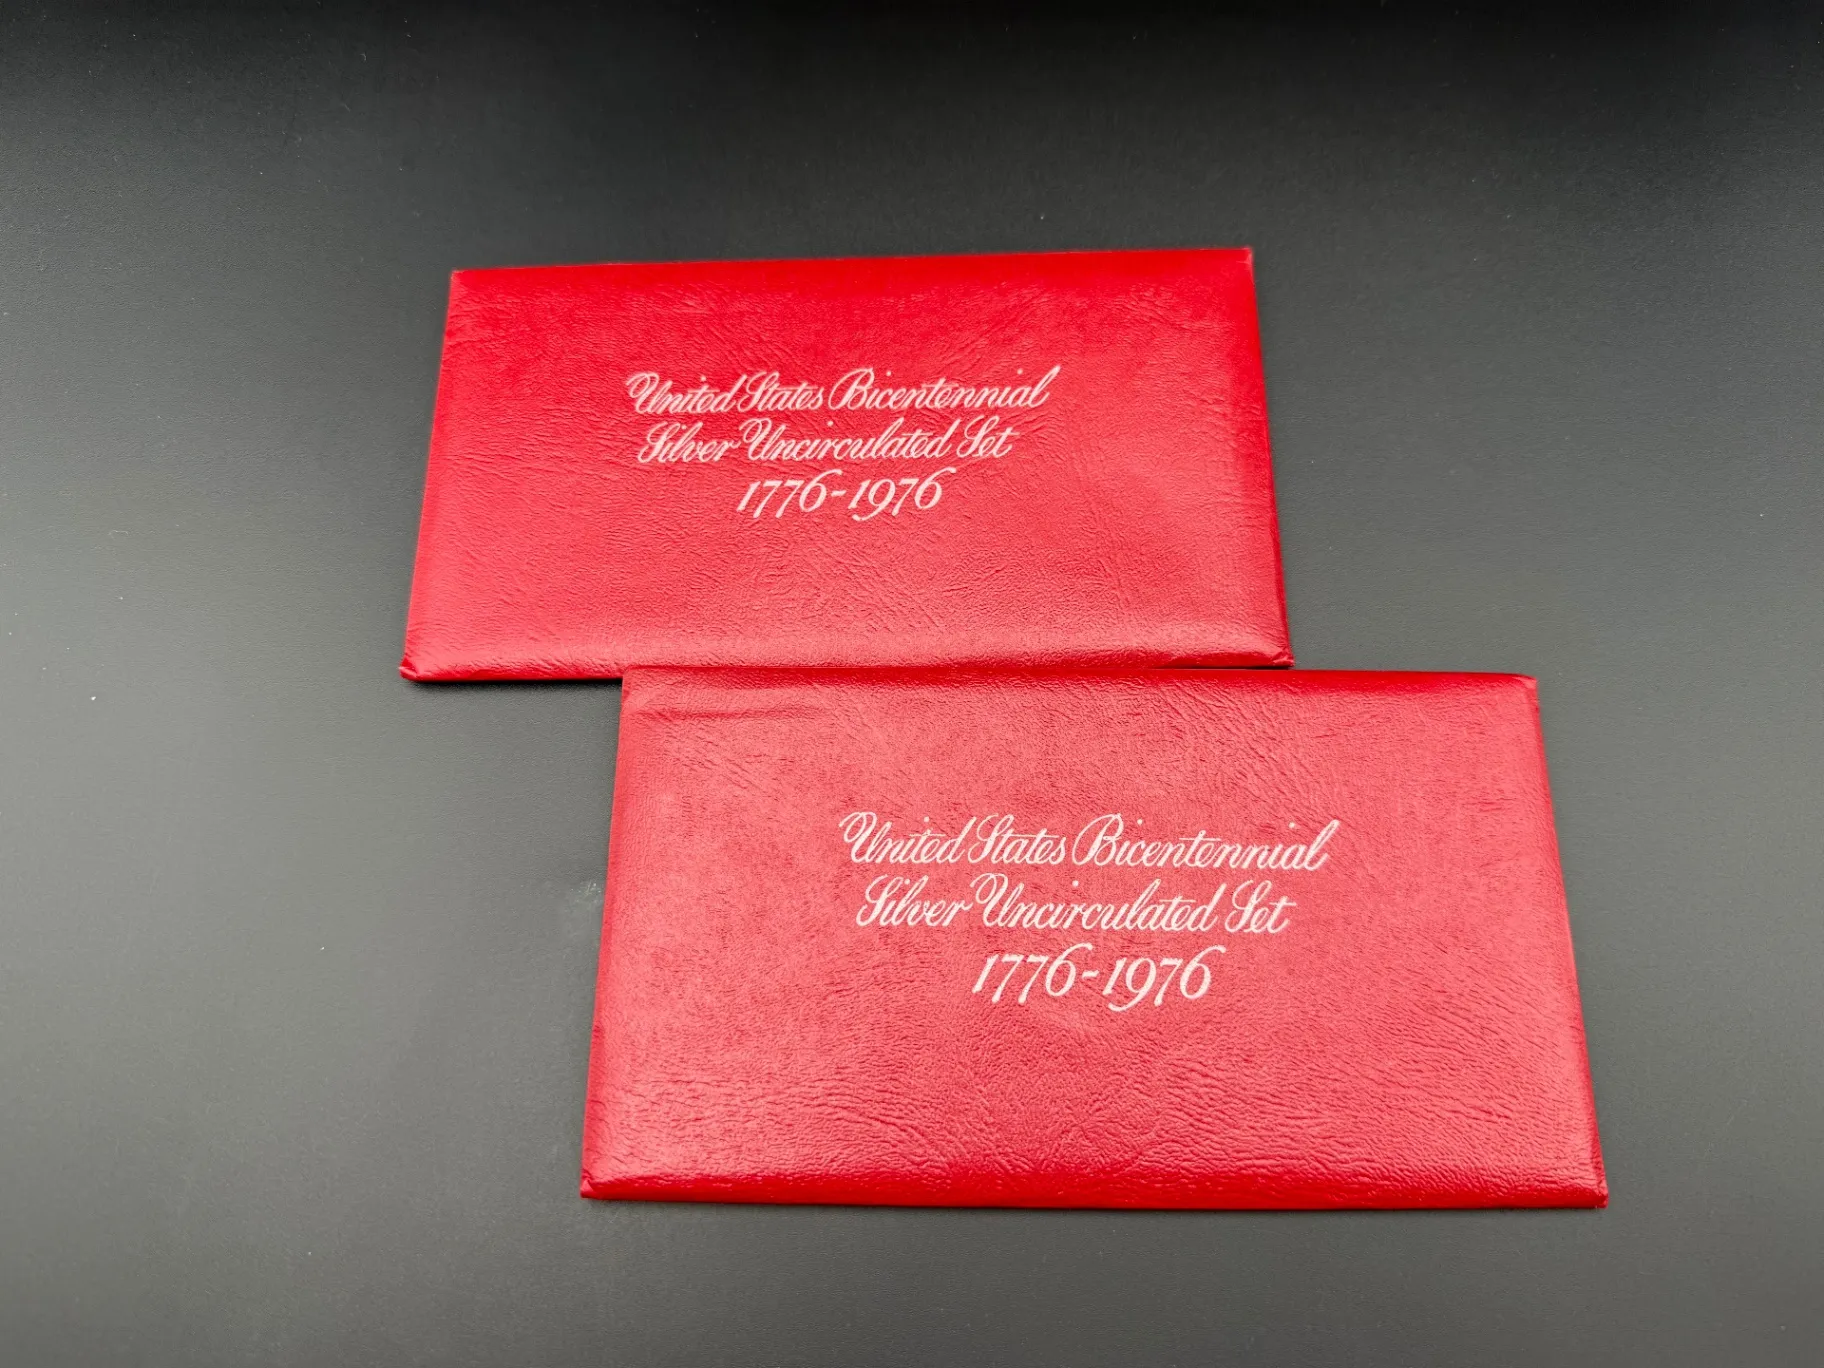 United States Bicentennial
Silver Uncirculated Set
1776-1976
United States Bicentennial
Silver Uncirculated Set
1776-1976